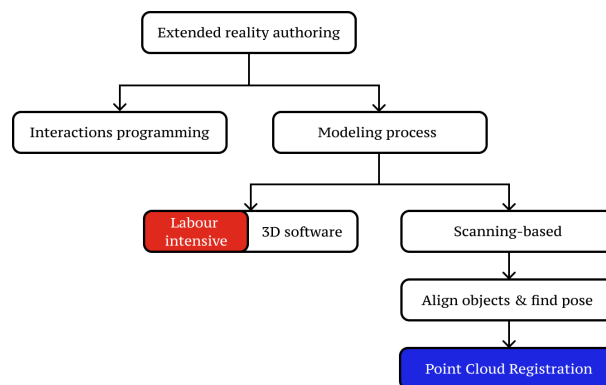 Extended reality authoring
Interactions programming
Modeling process
Labour
intensive
3D software
Scanning-based
Align objects & find pose
Point Cloud Registration